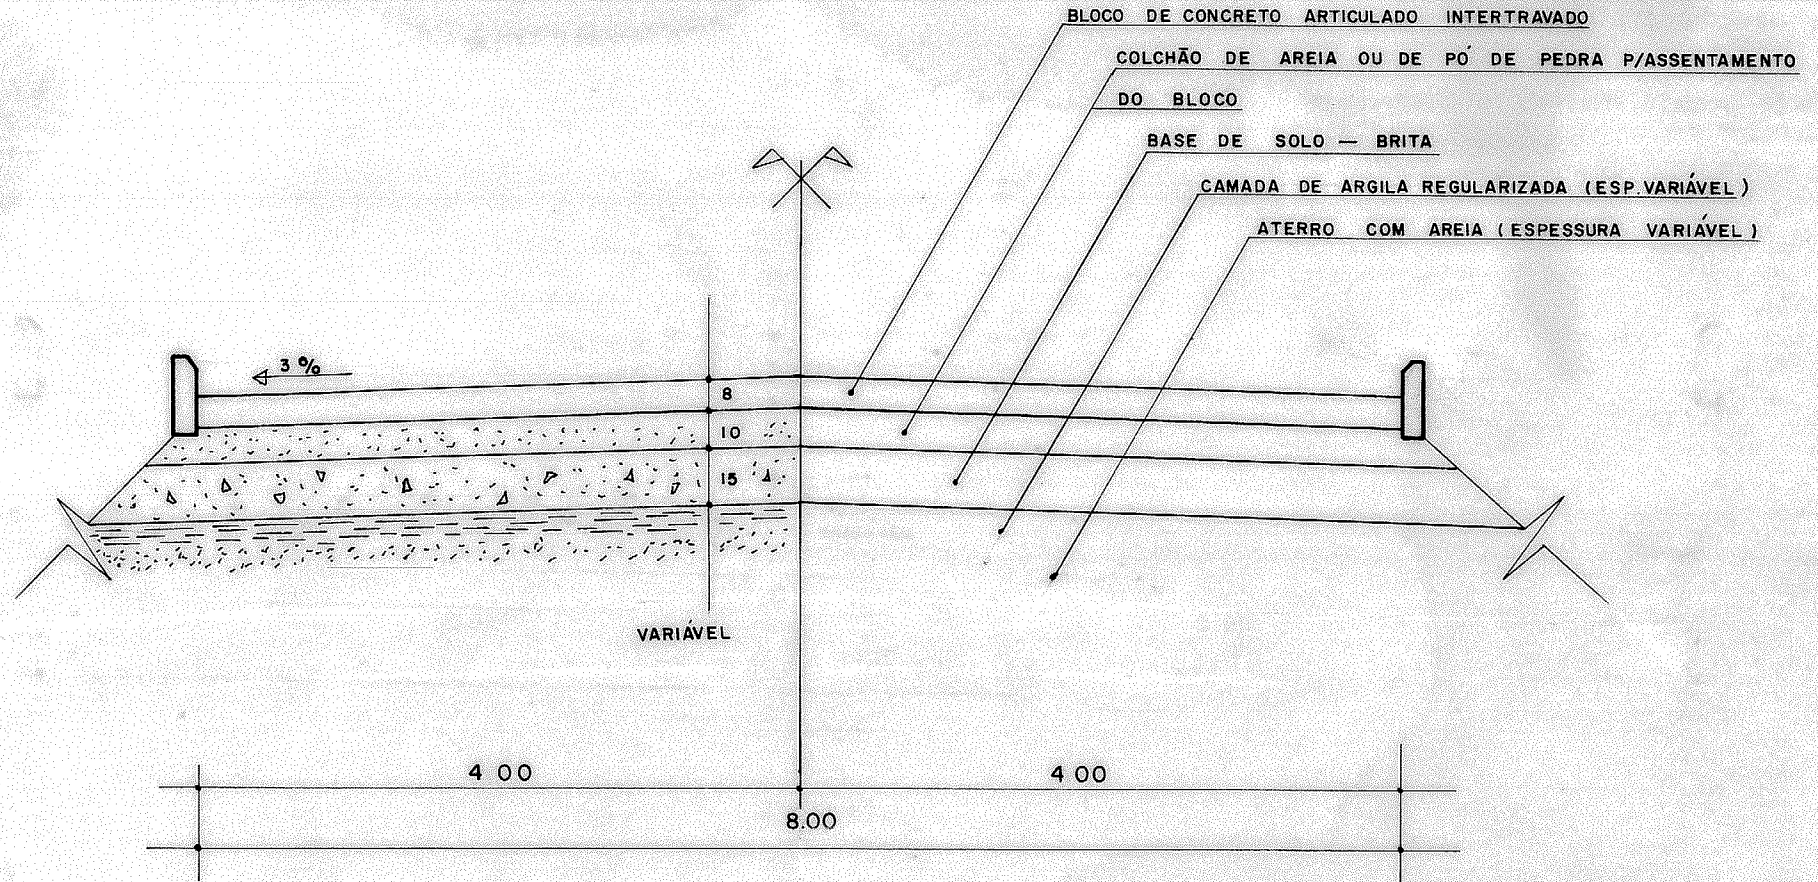 BLOCO DE CONCRETO ARTICULADO INTERTRAVADO
COLCHÃO DE AREIA OU DE PÓ DE PEDRA P/ASSENTAMENTO
DO BLOCO
BASE DE SOLO — BRITA
CAMADA DE ARGILA REGULARIZADA (ESP.VARIÁVEL)
ATERRO COM AREIA (ESPESSURA VARIÁVEL)
3 %
8
10
15
VARIÁVEL
4 00
4 00
8.00